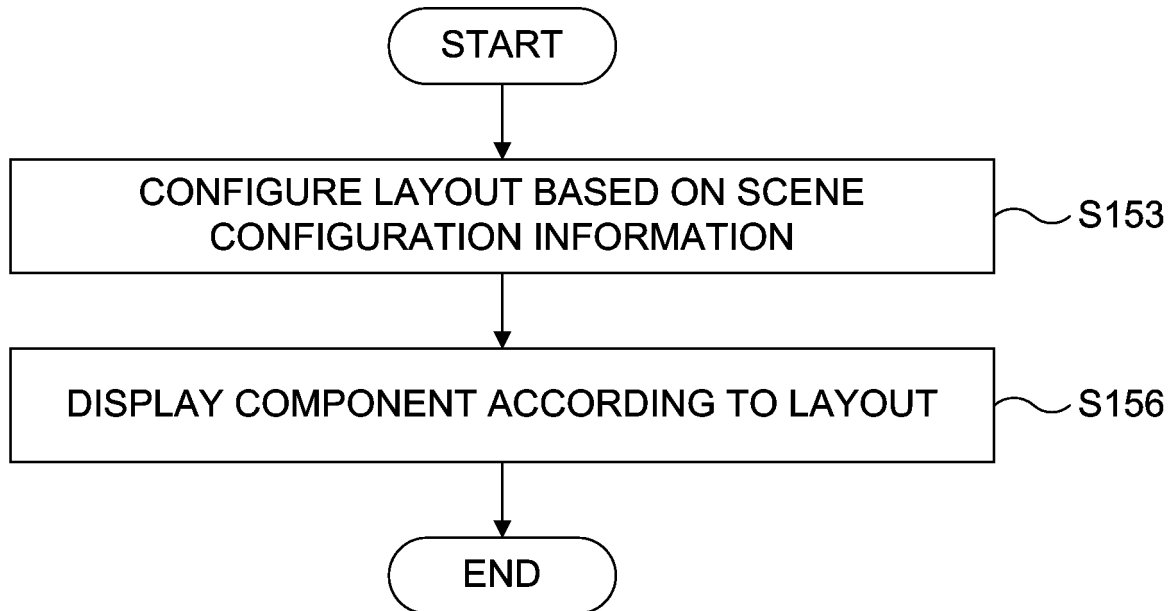 START
CONFIGURE LAYOUT BASED ON SCENE
CONFIGURATION INFORMATION
S153
DISPLAY COMPONENT ACCORDING TO LAYOUT
S156
END